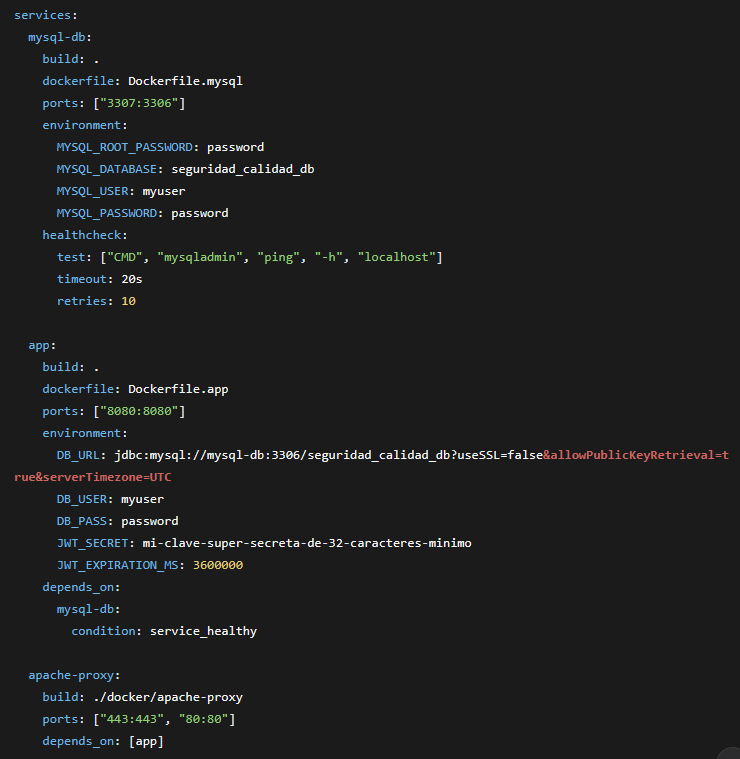 services:
  mysql-db:
    build: .
    dockerfile: Dockerfile.mysql
    ports: ["3307:3306"]
    environment:
      MYSQL_ROOT_PASSWORD: password
      MYSQL_DATABASE: seguridad_calidad_db
      MYSQL_USER: myuser
      MYSQL_PASSWORD: password
    healthcheck:
      test: ["CMD", "mysqladmin", "ping", "-h", "localhost"]
      timeout: 20s
      retries: 10

  app:
    build: .
    dockerfile: Dockerfile.app
    ports: ["8080:8080"]
    environment:
      DB_URL: jdbc:mysql://mysql-db:3306/seguridad_calidad_db?useSSL=false&allowPublicKeyRetrieval=t
rue&serverTimezone=UTC
      DB_USER: myuser
      DB_PASS: password
      JWT_SECRET: mi-clave-super-secreta-de-32-caracteres-minimo
      JWT_EXPIRATION_MS: 3600000
    depends_on:
      mysql-db:
        condition: service_healthy

  apache-proxy:
    build: ./docker/apache-proxy
    ports: ["443:443", "80:80"]
    depends_on: [app]